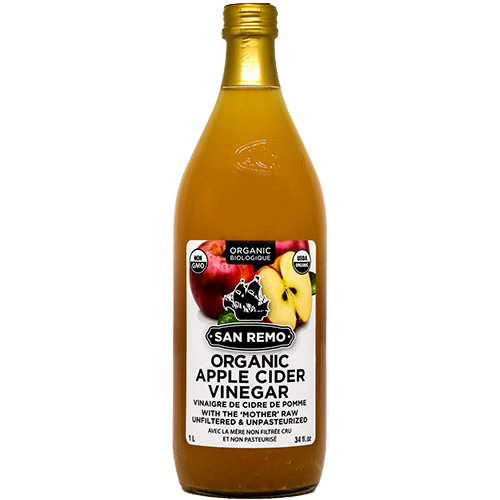 ORGANIC
BIOLOGIQUE
NON
GMO
USDA
ORGANIC
• SAN REMO •
ORGANIC
APPLE CIDER
VINEGAR
VINAIGRE DE CIDRE DE POMME
WITH THE 'MOTHER' RAW
UNFILTERED & UNPASTEURIZED
AVEC LA MÈRE NON FILTRÉE CRU
ET NON PASTEURISÉ
1 L
34 fl.oz